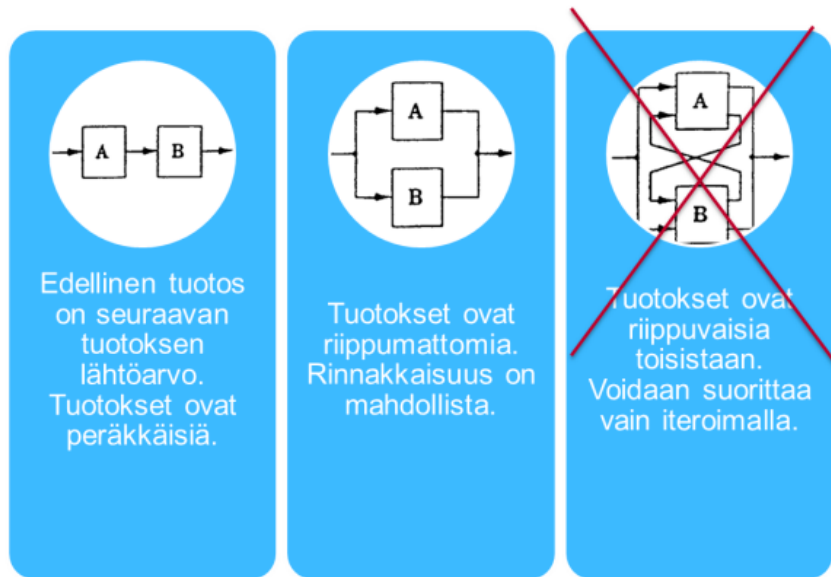 A
B
Edellinen tuotos
on seuraavan
tuotoksen
lähtöarvo.
Tuotokset ovat
peräkkäisiä.
A
B
Tuotokset ovat
riippumattomia.
Rinnakkaisuus on
mahdollista.
A
B
Tuotokset ovat
riippuvaisia
toisistaan.
Voidaan suorittaa
vain iteroimalla.